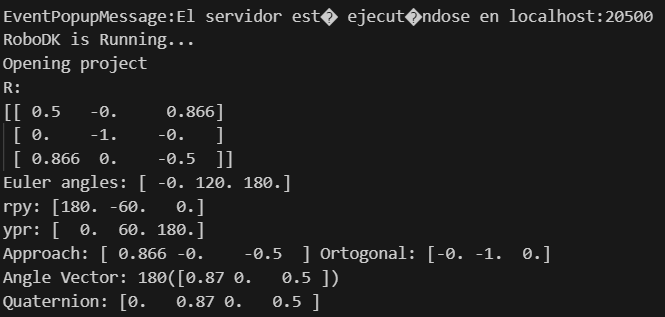 EventPopupMessage:El servidor est� ejecut�ndose en localhost:20500
RoboDK is Running...
Opening project
R:
[[ 0.5   -0.     0.866]
 [ 0.    -1.    -0.   ]
 [ 0.866  0.    -0.5  ]]
Euler angles: [ -0. 120. 180.]
rpy: [180. -60.   0.]
ypr: [  0.  60. 180.]
Approach: [ 0.866 -0.    -0.5  ] Ortogonal: [-0. -1.  0.]
Angle Vector: 180([0.87 0.   0.5 ])
Quaternion: [0.   0.87 0.   0.5 ]